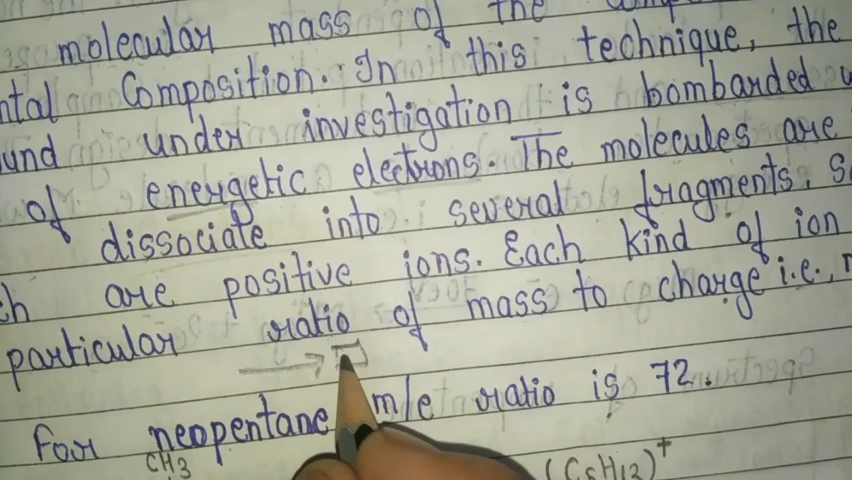 molecular mass of the
ntal Composition. In this technique, the
und under investigation is bombarded
of energetic electrons. The molecules are
dissociate into several fragments, s
ch are positive ions. Each kind of ion
particular ratio of mass to charge i.e.,
For neopentane m/e ratio is 72.
CH3 (C5H12)+